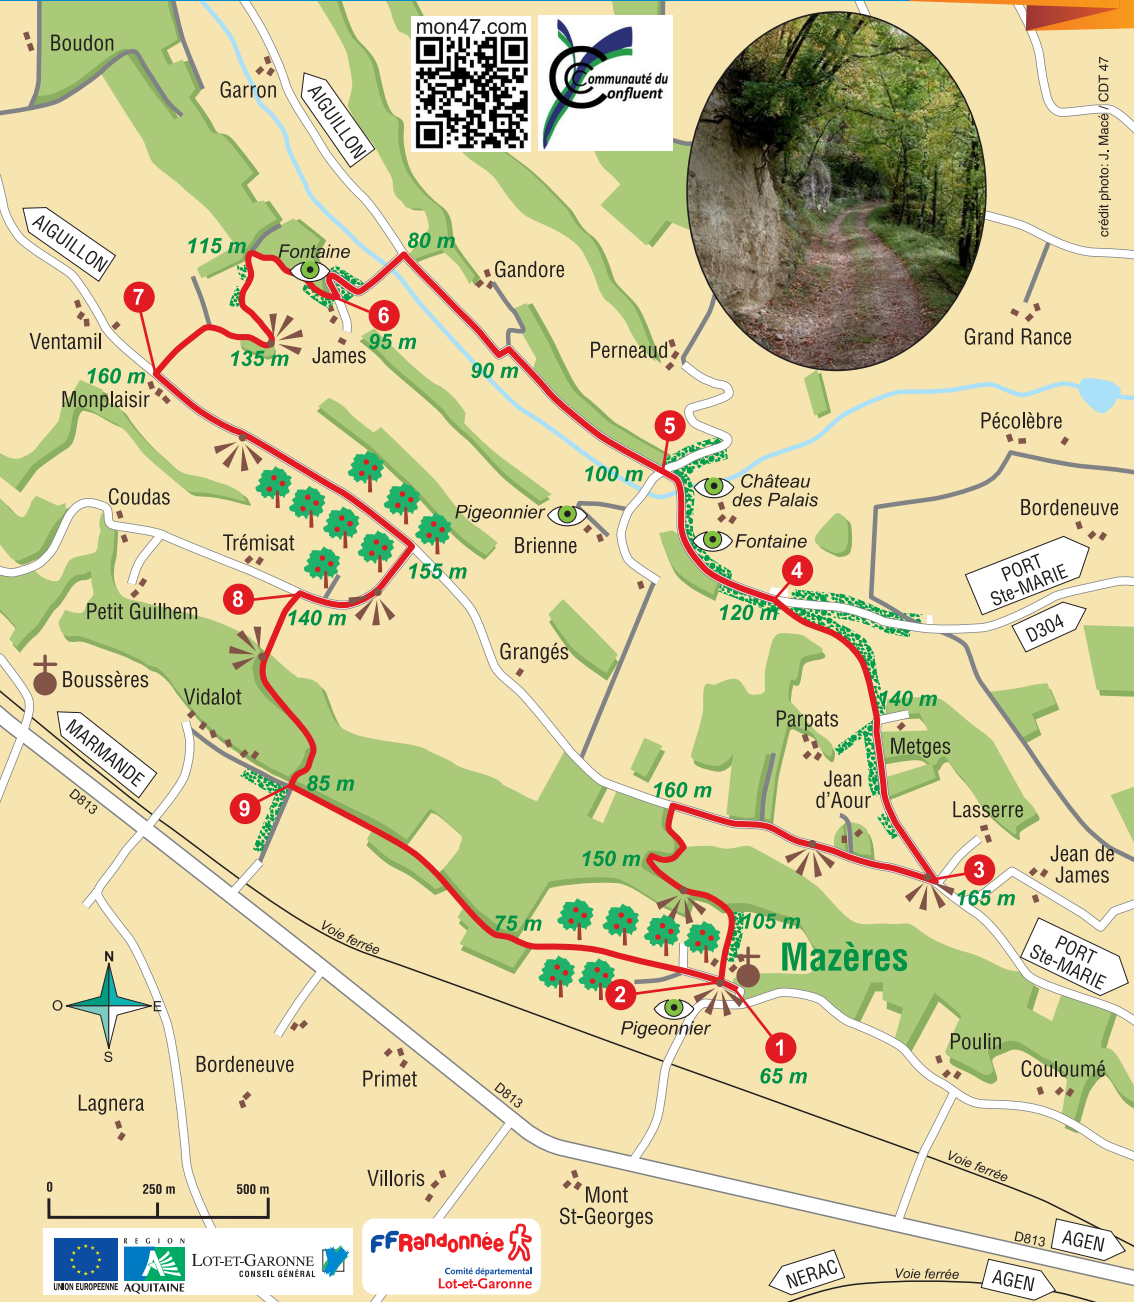 mon47.com
Communauté du
Confluent
crédit photo: J. Macé / CDT 47
Boudon
Garron
AIGUILLON
AIGUILLON
115 m
Fontaine
80 m
Gandore
7
6
95 m
Ventamil
135 m
James
160 m
Monplaisir
90 m
Perneaud
Grand Rance
Pécolèbre
5
100 m
Château
des Palais
Coudas
Pigeonnier
Brienne
Fontaine
Bordeneuve
Trémisat
155 m
PORT
Ste-MARIE
4
120 m
D304
8
140 m
Petit Guilhem
Grangés
Boussères
Vidalot
140 m
Parpats
Metges
MARMANDE
D813
85 m
9
160 m
Jean
d'Aour
Lasserre
150 m
3
165 m
Jean de
James
75 m
105 m
Voie ferrée
Mazères
PORT
Ste-MARIE
N
O
E
S
2
Pigeonnier
1
65 m
Bordeneuve
Primet
D813
Poulin
Couloumé
Lagnera
Voie ferrée
Villoris
Mont
St-Georges
0
250 m
500 m
D813
AGEN
NERAC
Voie ferrée
AGEN
UNION EUROPEENNE
REGION
AQUITAINE
LOT-ET-GARONNE
CONSEIL GÉNÉRAL
FFRandonnée
Comité départemental
Lot-et-Garonne